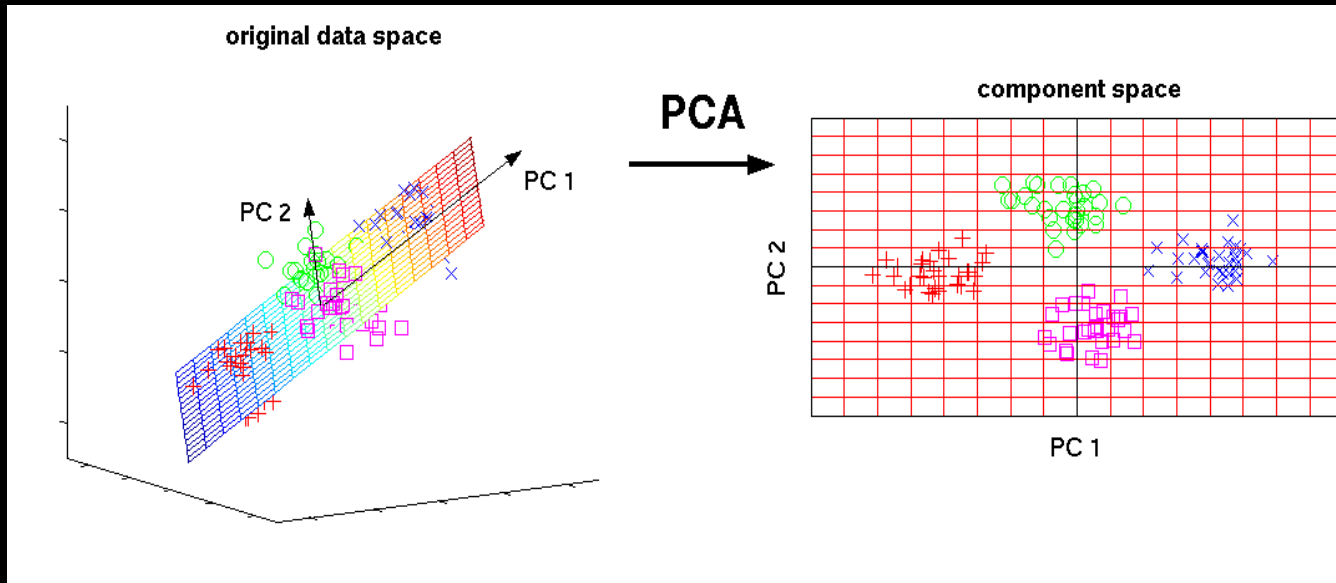 original data space
PCA
component space
PC 1
PC 2
PC 2
PC 1